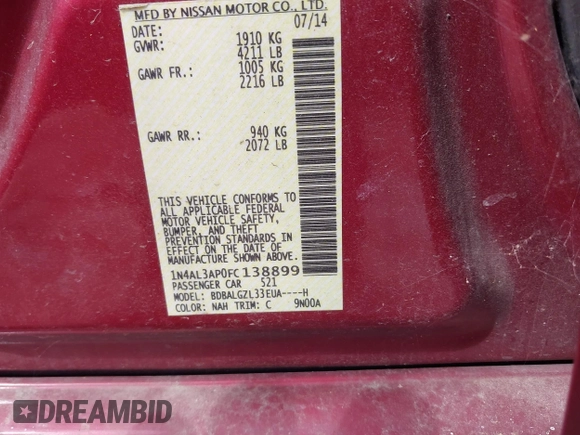 MFD BY NISSAN MOTOR CO., LTD.
DATE: 07/14
GVWR: 1910 KG
4211 LB
GAWR FR.: 1005 KG
2216 LB
GAWR RR.: 940 KG
2072 LB
THIS VEHICLE CONFORMS TO
ALL APPLICABLE FEDERAL
MOTOR VEHICLE SAFETY,
BUMPER, AND THEFT
PREVENTION STANDARDS IN
EFFECT ON THE DATE OF
MANUFACTURE SHOWN ABOVE.
1N4AL3AP0FC138899
PASSENGER CAR 521
MODEL: BDBALGZL33EUA----H
COLOR: NAH TRIM: C 9N00A
DREAMBID